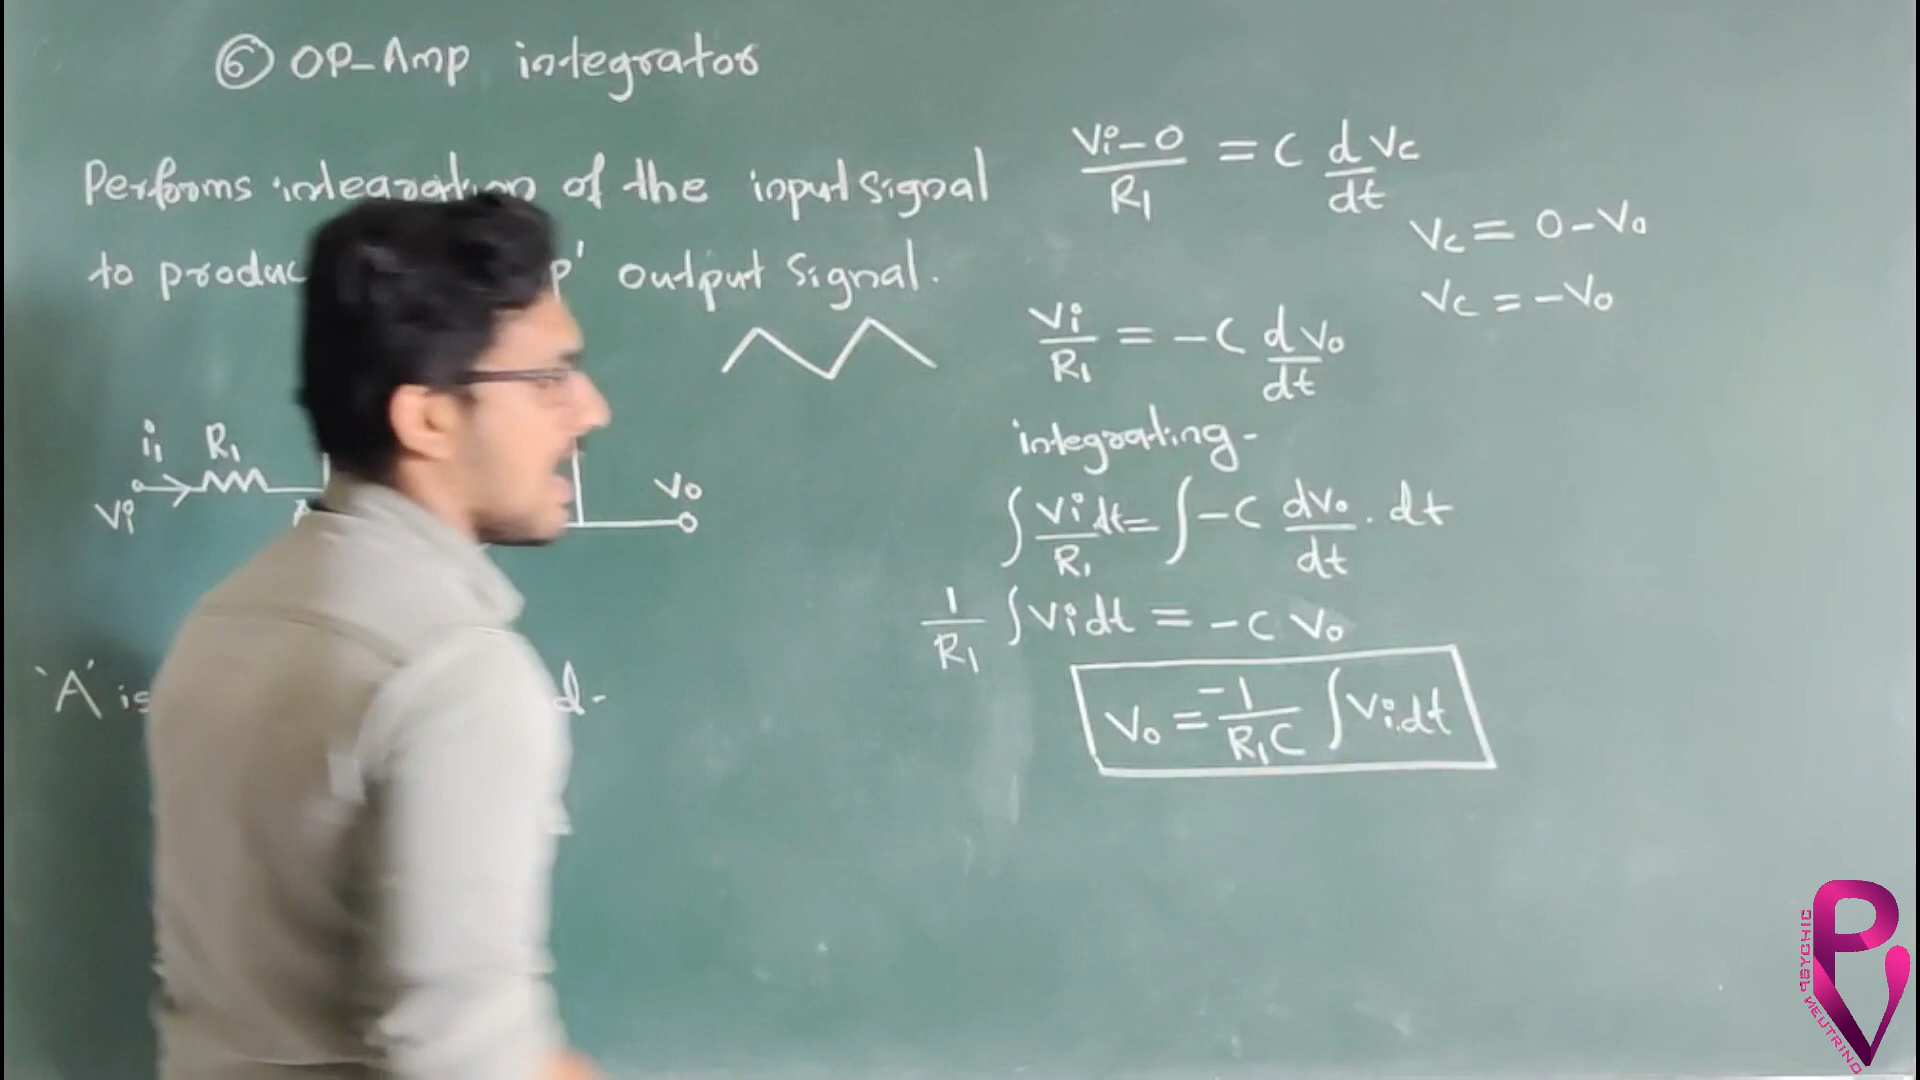 ⑥ OP-Amp integrator
Performs integration of the input signal
to produc p' output signal.
i₁ R₁
Vi
Vo
'A' is d-
(Vi-0)/R₁ = C dVc/dt
Vc = 0-Vo
Vc = -Vo
Vi/R₁ = -C dVo/dt
integrating-
∫ Vi/R₁ dt = ∫ -C dVo/dt . dt
1/R₁ ∫Vi dt = -C Vo
Vo = -1/R₁C ∫Vi.dt
PSYCHIC NEUTRINO